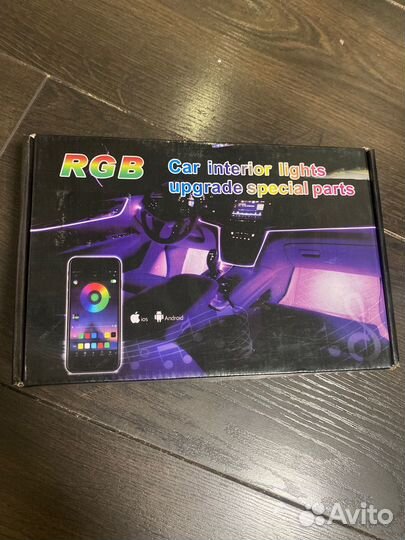 RGB
Car interior lights
upgrade special parts
ios
Android
Avito